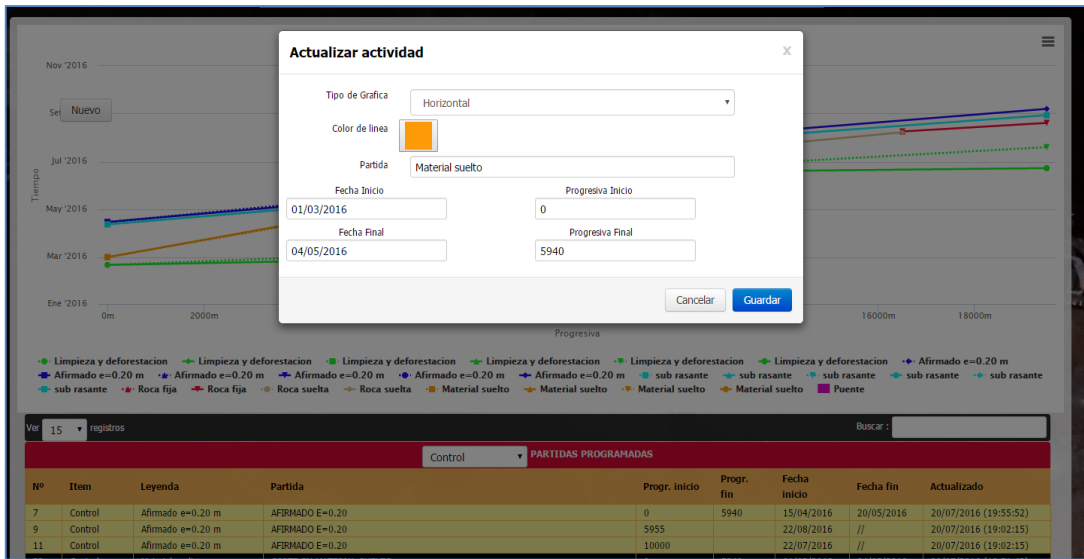 Actualizar actividad
X
Tipo de Grafica
Horizontal
Color de linea
Partida
Material suelto
Fecha Inicio
Progresiva Inicio
01/03/2016
0
Fecha Final
Progresiva Final
04/05/2016
5940
Cancelar
Guardar
Nov '2016
Nuevo
Jul '2016
Tiempo
May '2016
Mar '2016
Ene '2016
0m 2000m 16000m 18000m
Progresiva
Limpieza y deforestacion Limpieza y deforestacion Limpieza y deforestacion Limpieza y deforestacion Limpieza y deforestacion Limpieza y deforestacion Afirmado e=0.20 m
Afirmado e=0.20 m Afirmado e=0.20 m Afirmado e=0.20 m Afirmado e=0.20 m Afirmado e=0.20 m sub rasante sub rasante sub rasante sub rasante sub rasante
sub rasante Roca fija Roca fija Roca suelta Roca suelta Material suelto Material suelto Material suelto Material suelto Puente
Ver 15 registros Buscar :
Control PARTIDAS PROGRAMADAS
Nº Item Leyenda Partida Progr. inicio Progr. fin Fecha inicio Fecha fin Actualizado
7 Control Afirmado e=0.20 m AFIRMADO E=0.20 0 5940 15/04/2016 20/05/2016 20/07/2016 (19:55:52)
9 Control Afirmado e=0.20 m AFIRMADO E=0.20 5955 22/08/2016 // 20/07/2016 (19:02:15)
11 Control Afirmado e=0.20 m AFIRMADO E=0.20 10000 22/07/2016 // 20/07/2016 (19:02:15)